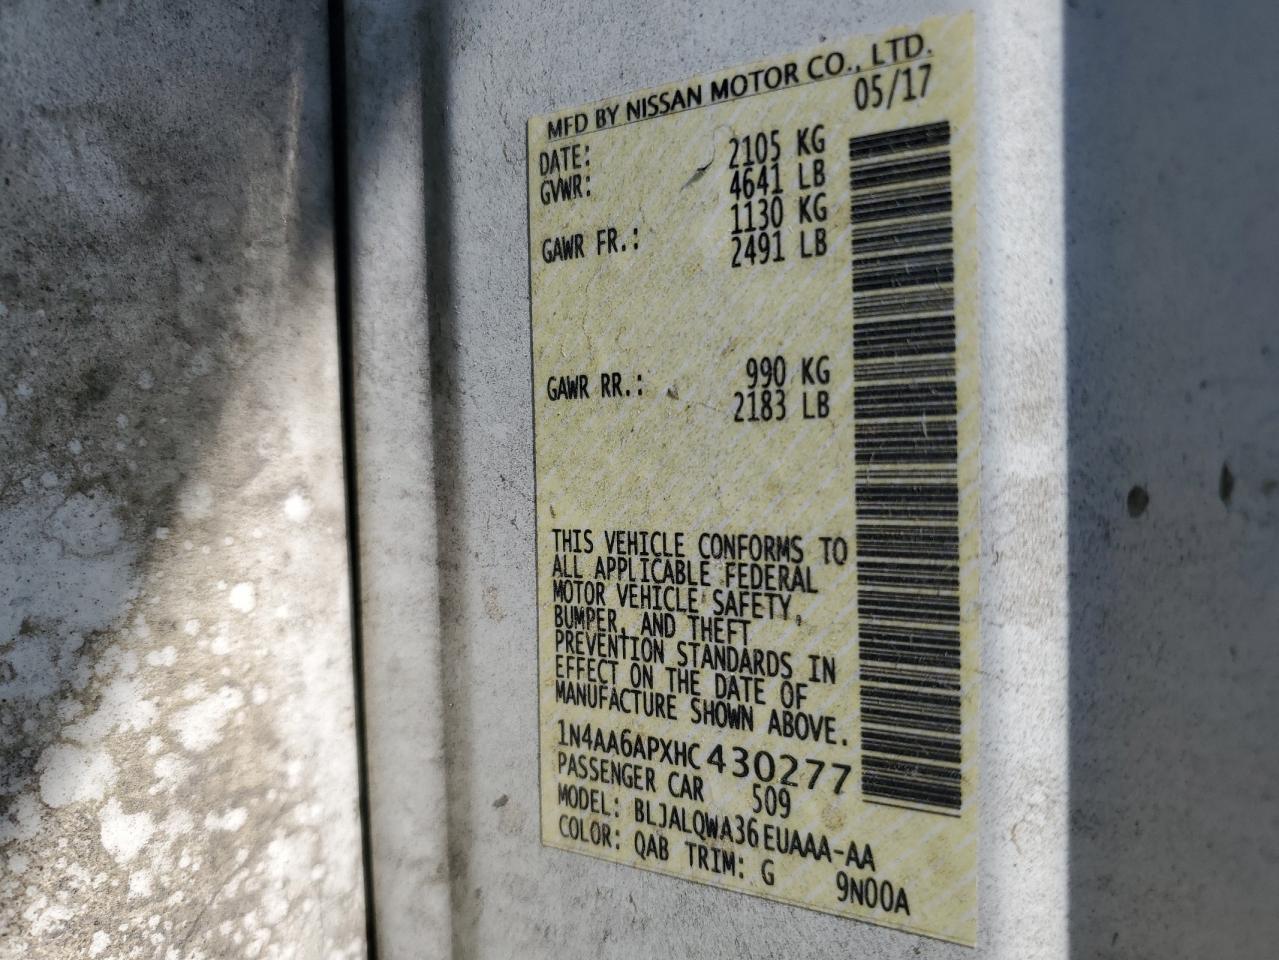 MFD BY NISSAN MOTOR CO., LTD.
DATE: 05/17
GVWR: 2105 KG
4641 LB
GAWR FR.: 1130 KG
2491 LB
GAWR RR.: 990 KG
2183 LB
THIS VEHICLE CONFORMS TO
ALL APPLICABLE FEDERAL
MOTOR VEHICLE SAFETY,
BUMPER, AND THEFT
PREVENTION STANDARDS IN
EFFECT ON THE DATE OF
MANUFACTURE SHOWN ABOVE.
1N4AA6APXHC430277
PASSENGER CAR 509
MODEL: BLJALQWA36EUAAA-AA
COLOR: QAB TRIM: G 9N00A